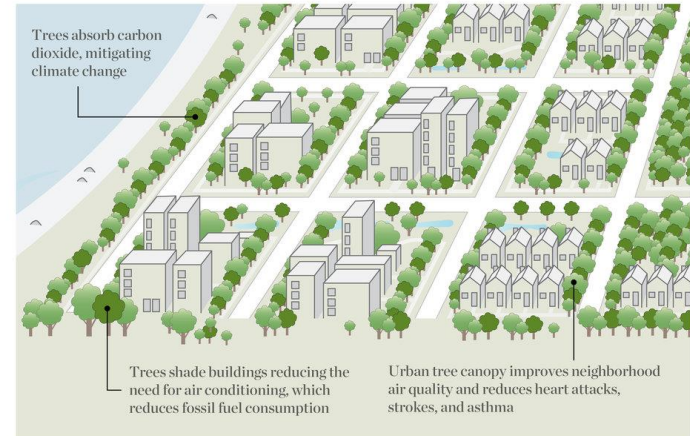 Trees absorb carbon
dioxide, mitigating
climate change
Trees shade buildings reducing the
need for air conditioning, which
reduces fossil fuel consumption
Urban tree canopy improves neighborhood
air quality and reduces heart attacks,
strokes, and asthma